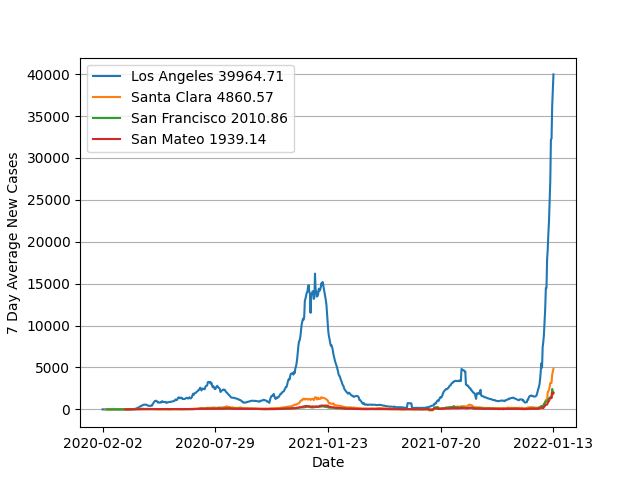 Los Angeles 39964.71
Santa Clara 4860.57
San Francisco 2010.86
San Mateo 1939.14
40000
35000
30000
25000
20000
15000
10000
5000
0
7 Day Average New Cases
2020-02-02 2020-07-29 2021-01-23 2021-07-20 2022-01-13
Date